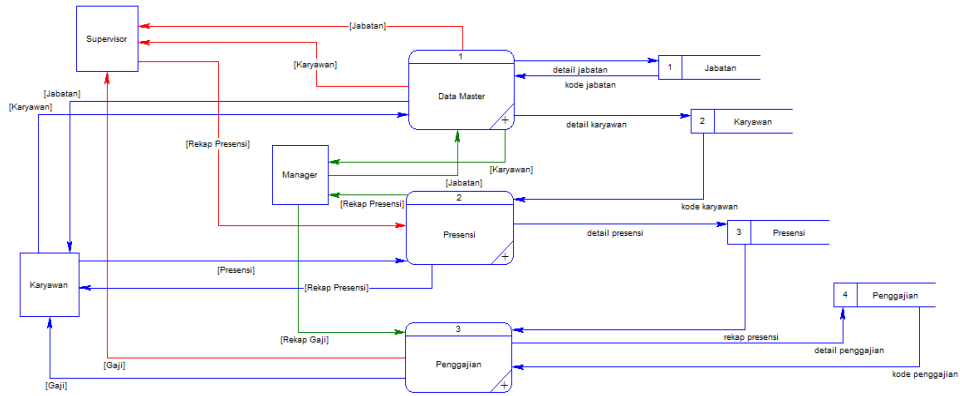 [Jabatan]
Supervisor
[Karyawan]
1
Data Master
+
detail jabatan
1
Jabatan
kode jabatan
[Jabatan]
[Karyawan]
detail karyawan
2
Karyawan
[Rekap Presensi]
Manager
[Karyawan]
[Jabatan]
[Rekap Presensi]
2
Presensi
+
kode karyawan
detail presensi
3
Presensi
Karyawan
[Presensi]
[Rekap Presensi]
4
Penggajian
[Rekap Gaji]
3
Penggajian
+
rekap presensi
detail penggajian
kode penggajian
[Gaji]
[Gaji]